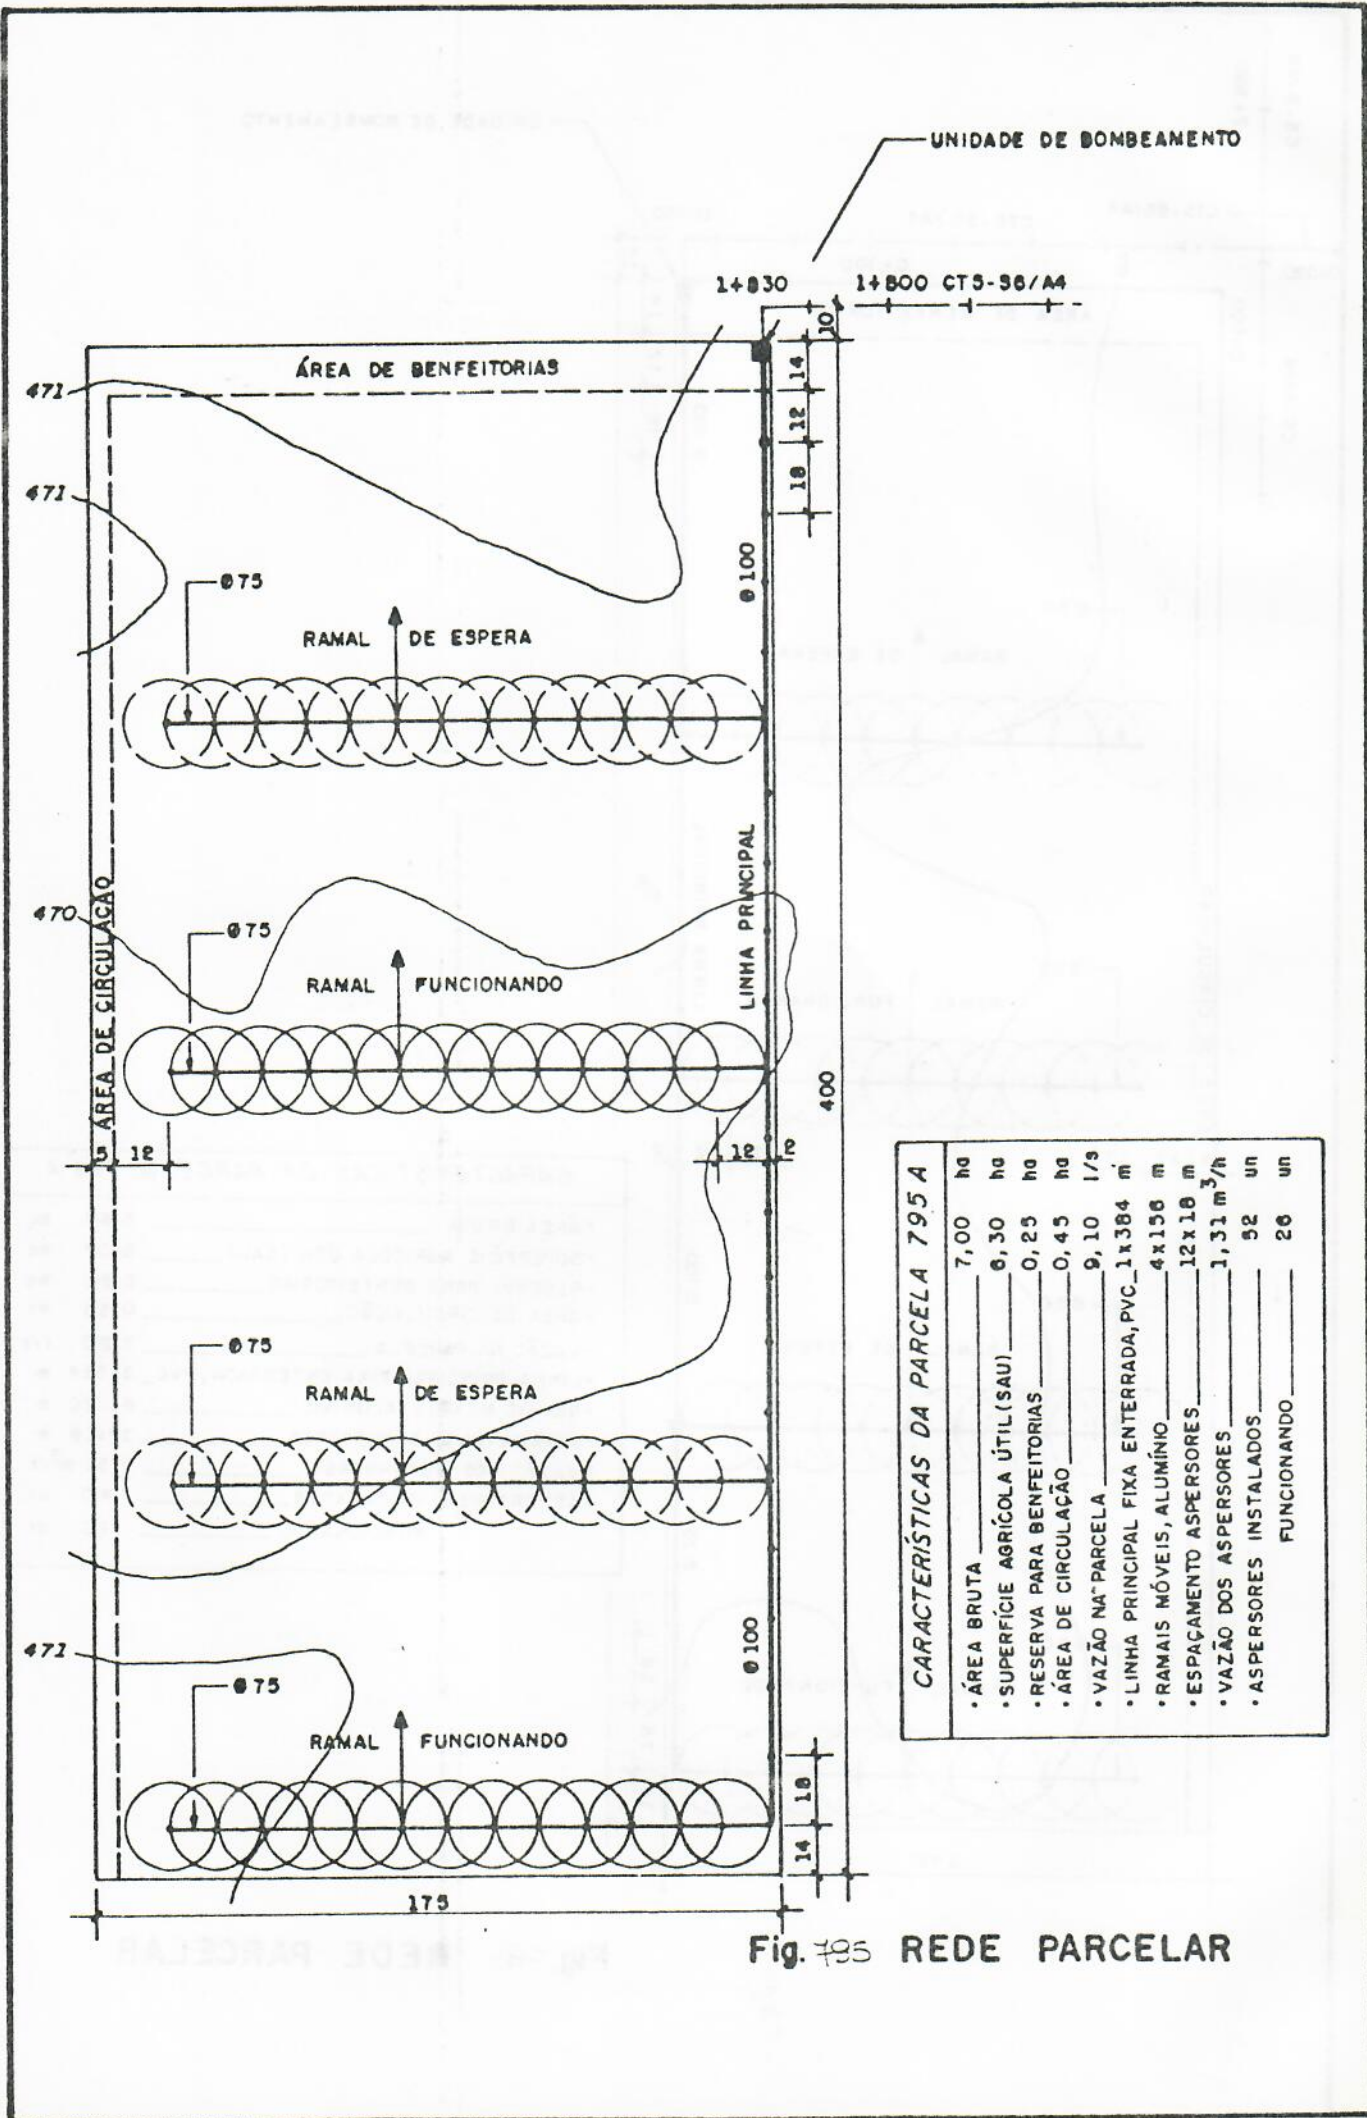 UNIDADE DE BOMBEAMENTO
1+830
1+800 CT5-S6/A4
10
ÁREA DE BENFEITORIAS
14
471
12
471
18
Ø75
Ø100
RAMAL DE ESPERA
LINHA PRINCIPAL
ÁREA DE CIRCULAÇÃO
470
Ø75
RAMAL FUNCIONANDO
400
5
12
12
2
Ø75
RAMAL DE ESPERA
471
Ø75
Ø100
RAMAL FUNCIONANDO
18
14
175
CARACTERÍSTICAS DA PARCELA 795 A
• ÁREA BRUTA 7,00 ha
• SUPERFÍCIE AGRÍCOLA ÚTIL (SAU) 6,30 ha
• RESERVA PARA BENFEITORIAS 0,25 ha
• ÁREA DE CIRCULAÇÃO 0,45 ha
• VAZÃO NA PARCELA 9,10 l/s
• LINHA PRINCIPAL FIXA ENTERRADA, PVC 1x384 m
• RAMAIS MÓVEIS, ALUMÍNIO 4x156 m
• ESPAÇAMENTO ASPERSORES 12x18 m
• VAZÃO DOS ASPERSORES 1,31 m³/h
• ASPERSORES INSTALADOS 52 un
FUNCIONANDO 26 un
Fig. 795 REDE PARCELAR